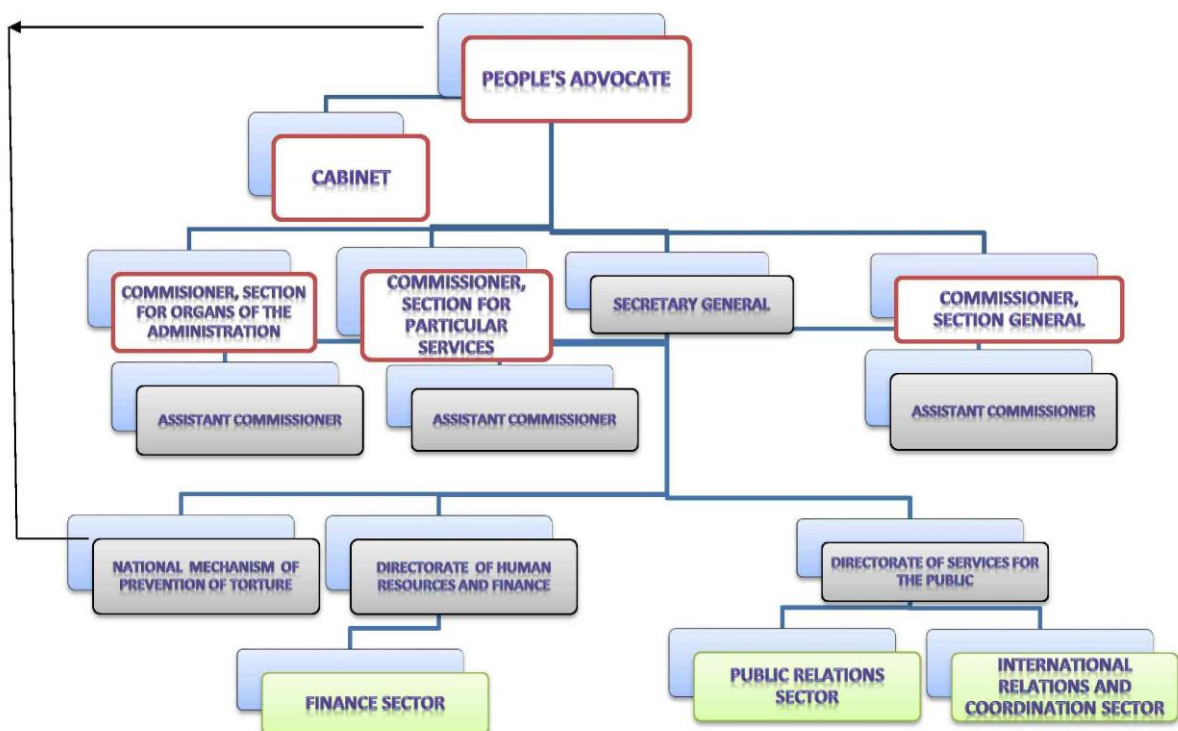 PEOPLE'S ADVOCATE
CABINET
COMMISIONER, SECTION
FOR ORGANS OF THE
ADMINISTRATION
COMMISSIONER,
SECTION FOR
PARTICULAR
SERVICES
SECRETARY GENERAL
COMMISSIONER,
SECTION GENERAL
ASSISTANT COMMISSIONER
ASSISTANT COMMISSIONER
ASSISTANT COMMISSIONER
NATIONAL MECHANISM OF
PREVENTION OF TORTURE
DIRECTORATE OF HUMAN
RESOURCES AND FINANCE
DIRECTORATE OF SERVICES FOR
THE PUBLIC
FINANCE SECTOR
PUBLIC RELATIONS
SECTOR
INTERNATIONAL
RELATIONS AND
COORDINATION SECTOR